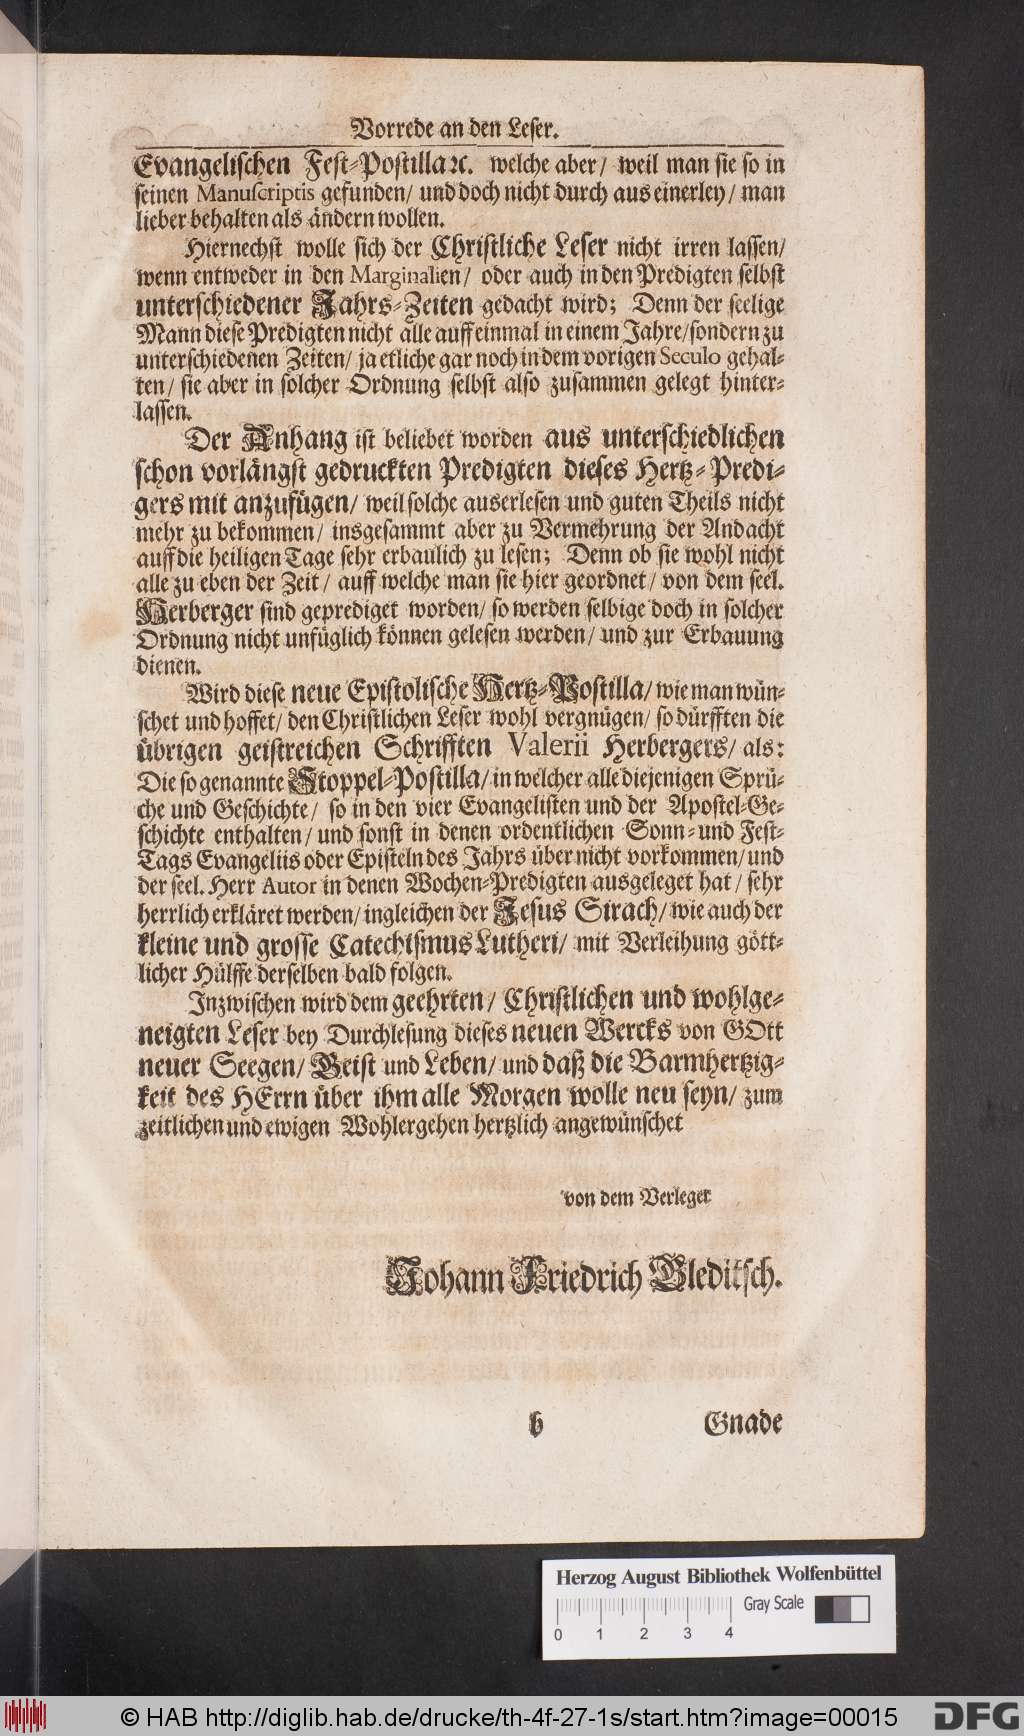 Vorrede an den Leser.
Evangelischen Fest-Postilla ꝛc. welche aber/ weil man sie so in
seinen Manuscriptis gefunden/ und doch nicht durch aus einerley/ man
lieber behalten als ändern wollen.
Hiernechst wolle sich der Christliche Leser nicht irren lassen/
wenn entweder in den Marginalien/ oder auch in den Predigten selbst
unterschiedener Jahrs-Zeiten gedacht wird; Denn der seelige
Mann diese Predigten nicht alle auff einmal in einem Jahre/ sondern zu
unterschiedenen Zeiten/ ja etliche gar noch in dem vorigen Seculo gehal-
ten/ sie aber in solcher Ordnung selbst also zusammen gelegt hinter-
lassen.
Der Anhang ist beliebet worden aus unterschiedlichen
schon vorlängst gedruckten Predigten dieses Hertz-Predi-
gers mit anzufügen/ weil solche auserlesen und guten Theils nicht
mehr zu bekommen/ insgesammt aber zu Vermehrung der Andacht
auff die heiligen Tage sehr erbaulich zu lesen; Denn ob sie wohl nicht
alle zu eben der Zeit/ auff welche man sie hier geordnet/ von dem seel.
Herberger sind geprediget worden/ so werden selbige doch in solcher
Ordnung nicht unfüglich können gelesen werden/ und zur Erbauung
dienen.
Wird diese neue Epistolische Hertz-Postilla/ wie man wün-
schet und hoffet/ den Christlichen Leser wohl vergnügen/ so dürfften die
übrigen geistreichen Schrifften Valerii Herbergers/ als:
Die so genannte Stoppel-Postilla/ in welcher alle diejenigen Sprü-
che und Geschichte/ so in den vier Evangelisten und der Apostel-Ge-
schichte enthalten/ und sonst in denen ordentlichen Sonn- und Fest-
Tags Evangeliis oder Episteln des Jahrs über nicht vorkommen/ und
der seel. Herr Autor in denen Wochen-Predigten ausgeleget hat/ sehr
herrlich erkläret werden/ ingleichen der Jesus Sirach/ wie auch der
kleine und grosse Catechismus Lutheri/ mit Verleihung gött-
licher Hülffe derselben bald folgen.
Inzwischen wird dem geehrten/ Christlichen und wohlge-
neigten Leser bey Durchlesung dieses neuen Wercks von GOtt
neuer Seegen/ Geist und Leben/ und daß die Barmhertzig-
keit des HErrn über ihm alle Morgen wolle neu seyn/ zum
zeitlichen und ewigen Wohlergehen hertzlich angewünschet
von dem Verleger
Johann Friedrich Gleditsch.
b Gnade
Herzog August Bibliothek Wolfenbüttel
Gray Scale
0 1 2 3 4
© HAB http://diglib.hab.de/drucke/th-4f-27-1s/start.htm?image=00015
DFG